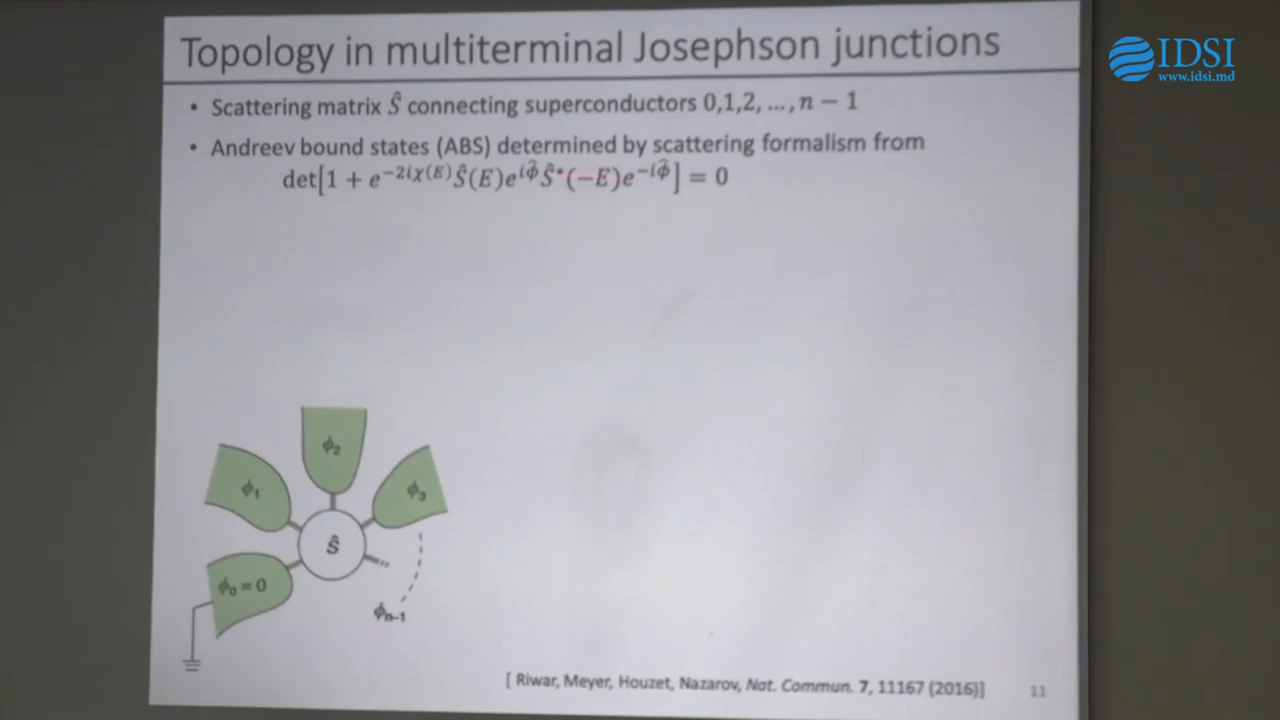 Topology in multiterminal Josephson junctions
IDSI
www.idsi.md
• Scattering matrix Ŝ connecting superconductors 0,1,2, ..., n − 1
• Andreev bound states (ABS) determined by scattering formalism from
det[1 + e^{−2iχ(E)}Ŝ(E)e^{iϕ̂}Ŝ*(−E)e^{−iϕ̂}] = 0
ϕ₂
ϕ₁
ϕ₃
Ŝ
ϕ₀ = 0
ϕₙ₋₁
[ Riwar, Meyer, Houzet, Nazarov, Nat. Commun. 7, 11167 (2016)]
11